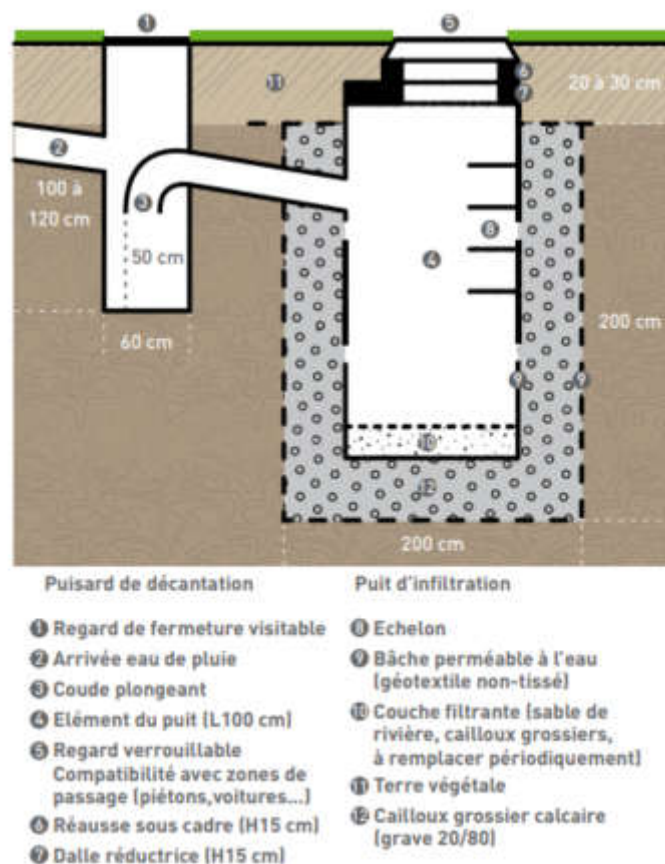 1
5
6
11
20 à 30 cm
7
2
100 à
120 cm
3
8
50 cm
4
200 cm
60 cm
9
9
10
12
200 cm
Puisard de décantation
1 Regard de fermeture visitable
2 Arrivée eau de pluie
3 Coude plongeant
4 Elément du puit (L100 cm)
5 Regard verrouillable
Compatibilité avec zones de
passage (piétons,voitures...)
6 Réausse sous cadre (H15 cm)
7 Dalle réductrice (H15 cm)
Puit d'infiltration
8 Echelon
9 Bâche perméable à l'eau
(géotextile non-tissé)
10 Couche filtrante (sable de
rivière, cailloux grossiers,
à remplacer périodiquement)
11 Terre végétale
12 Cailloux grossier calcaire
(grave 20/80)